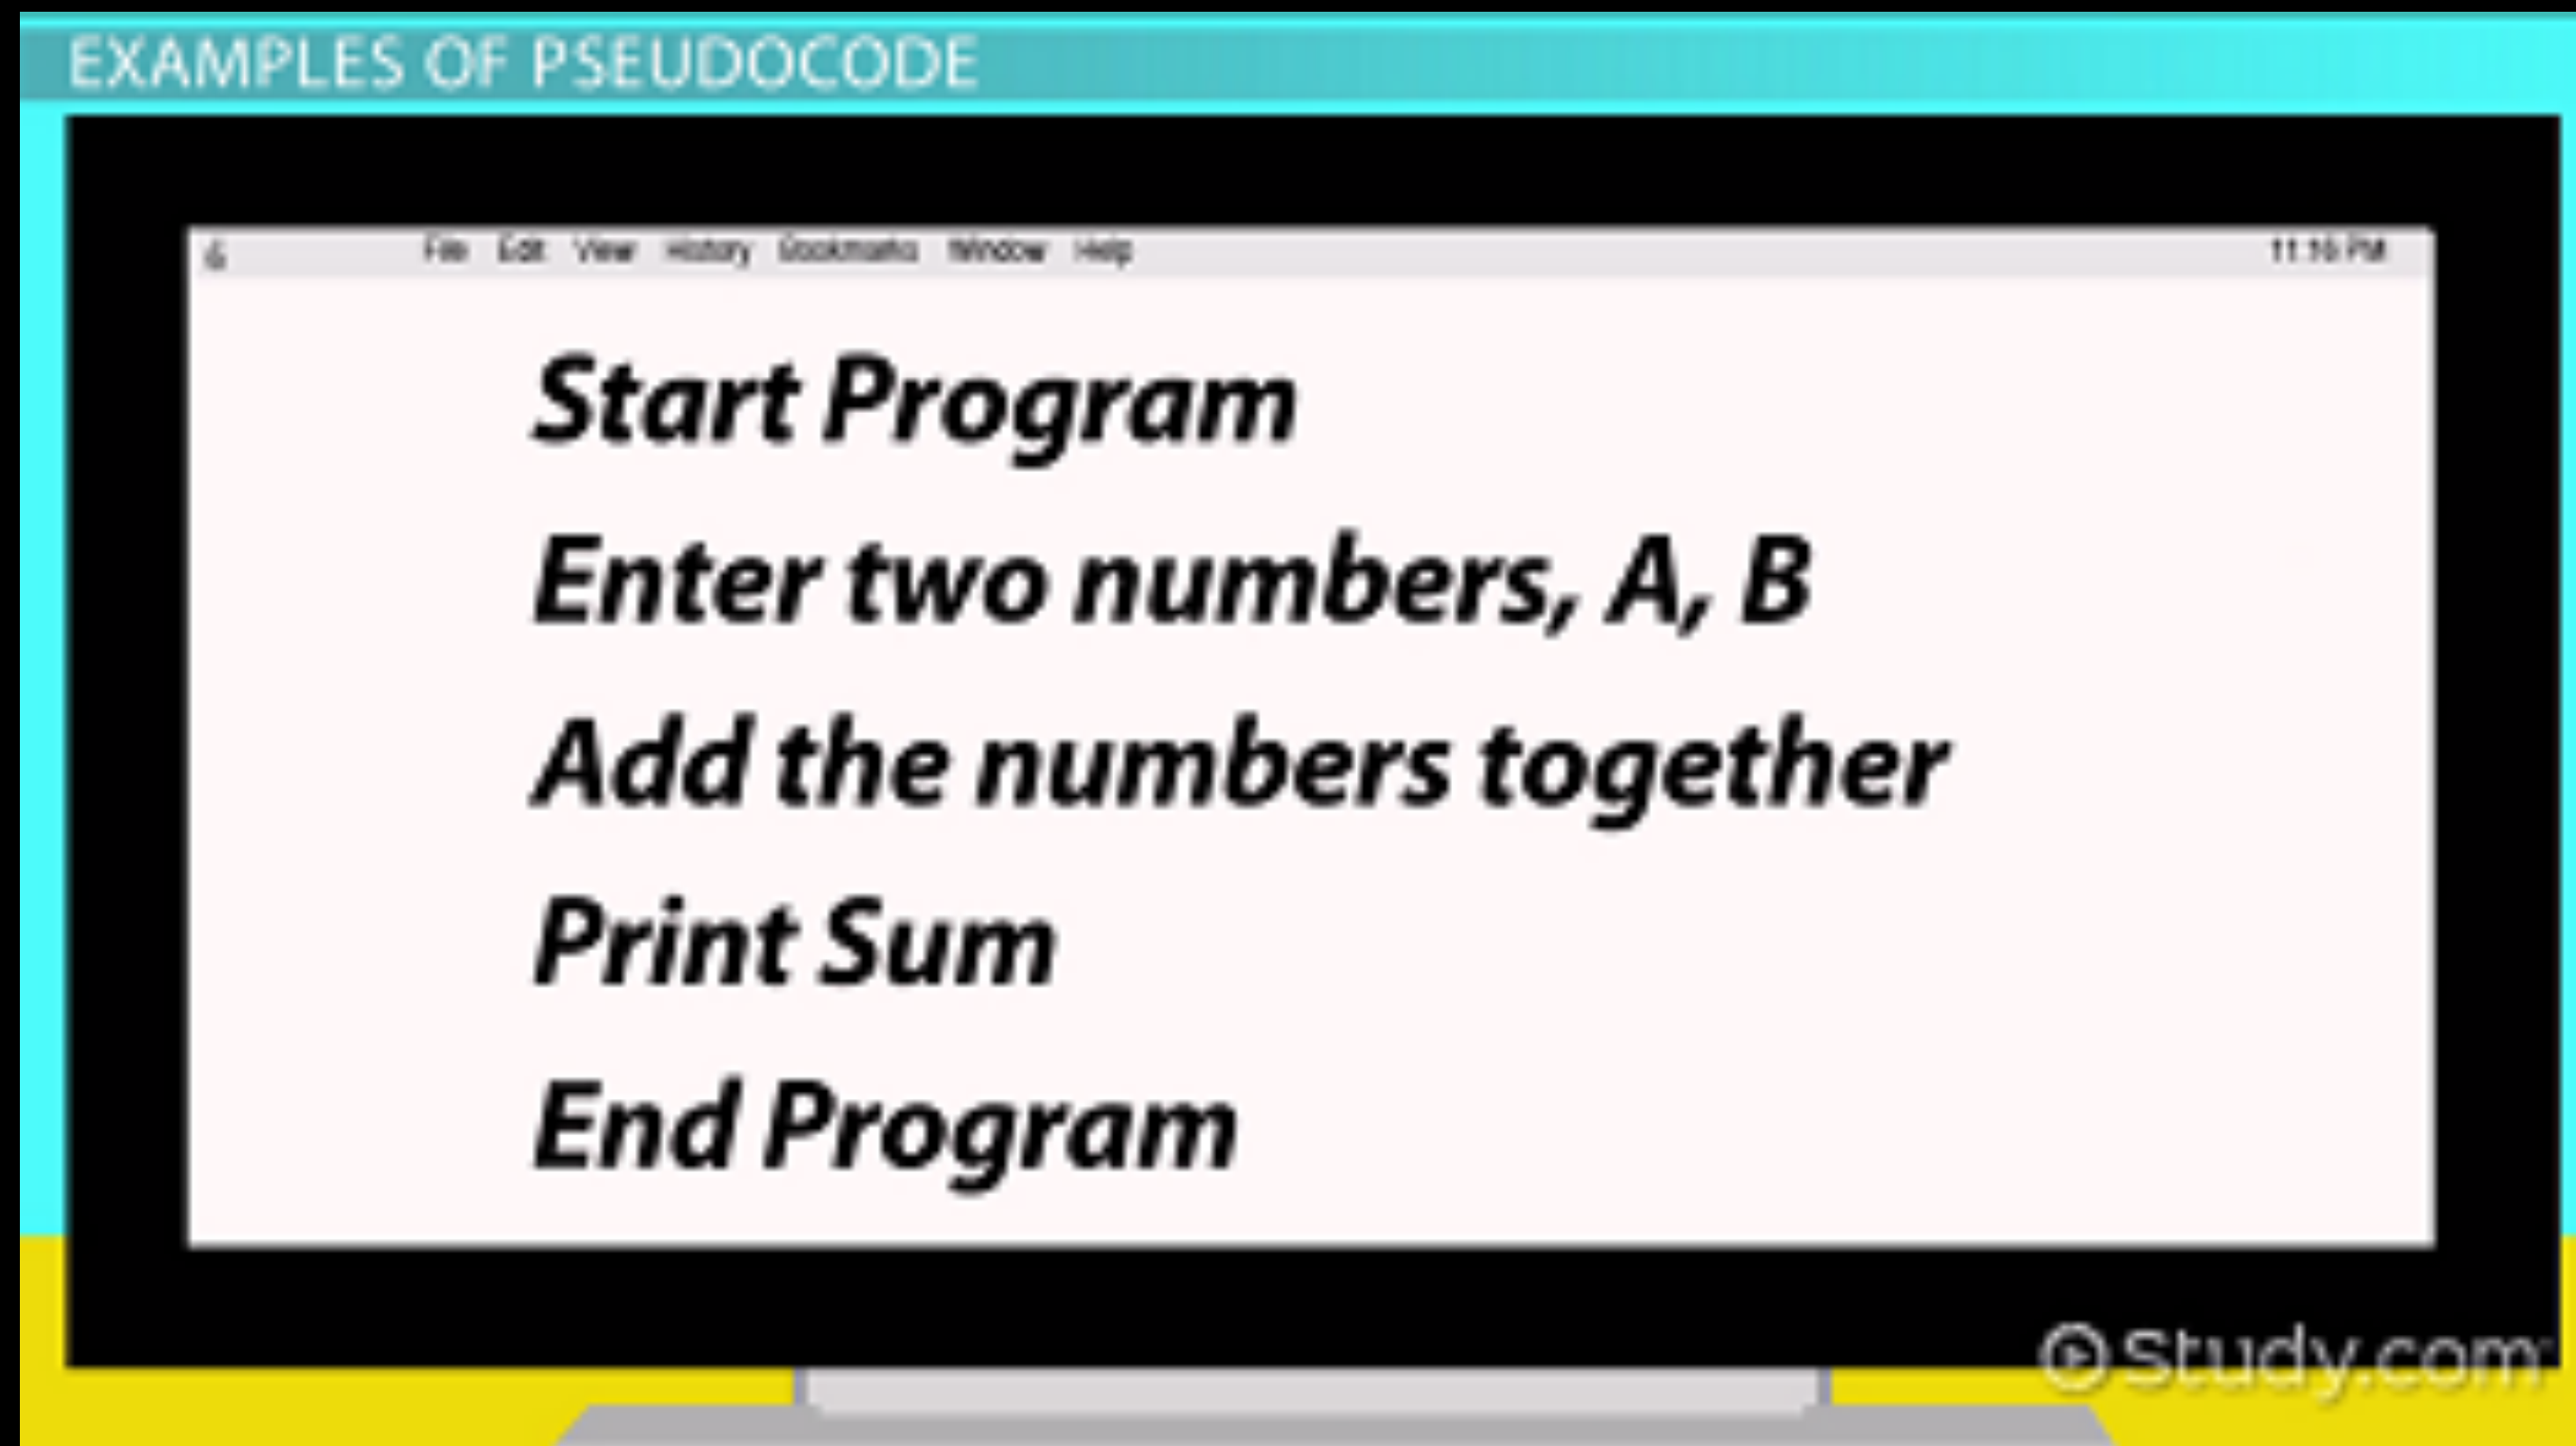 EXAMPLES OF PSEUDOCODE
File Edit View History Bookmarks Window Help
Start Program
Enter two numbers, A, B
Add the numbers together
Print Sum
End Program
Study.com